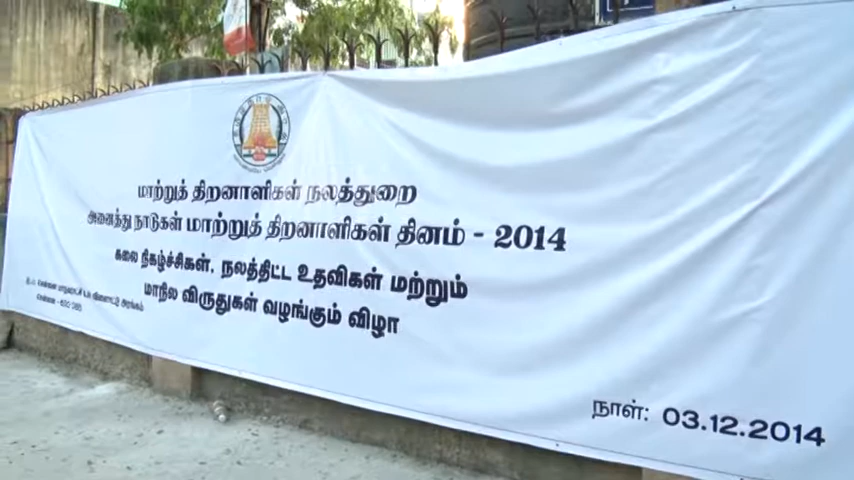 மாற்றுத் திறனாளிகள் நலத்துறை
அனைத்து நாடுகள் மாற்றுத் திறனாளிகள் தினம் - 2014
கலை நிகழ்ச்சிகள், நலத்திட்ட உதவிகள் மற்றும்
மாநில விருதுகள் வழங்கும் விழா
நாள்: 03.12.2014